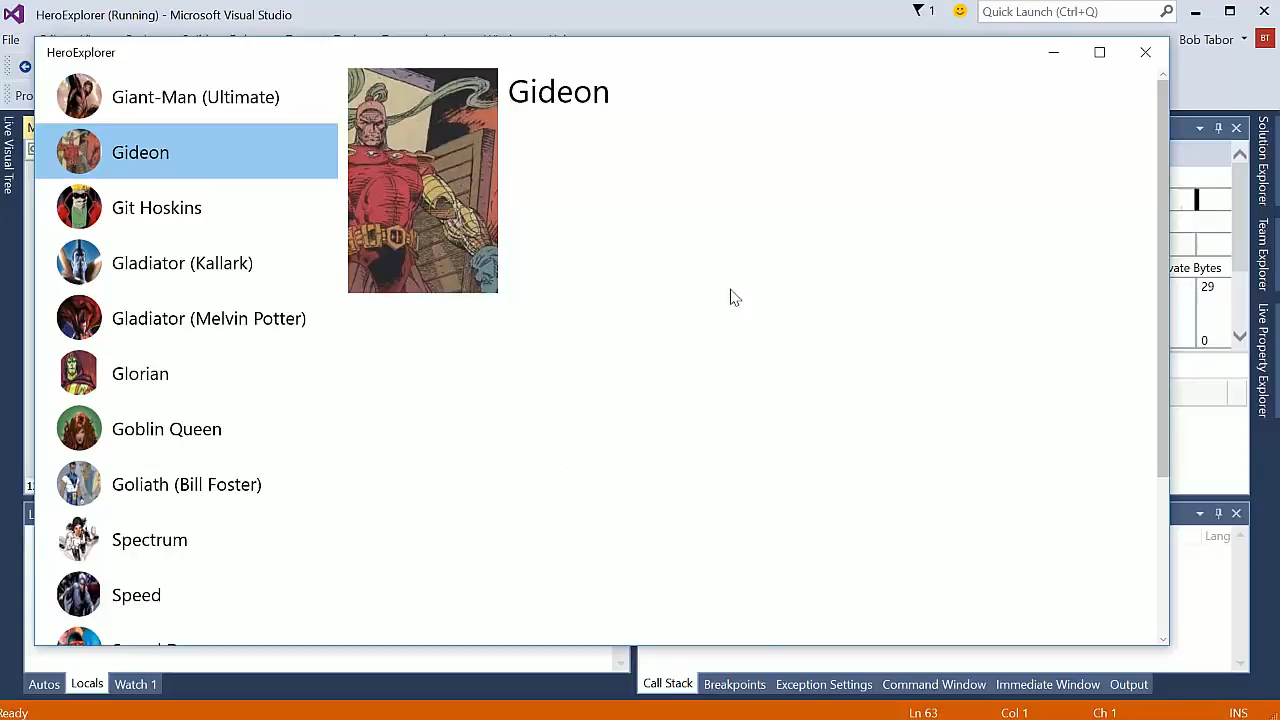 HeroExplorer (Running) - Microsoft Visual Studio
1
Quick Launch (Ctrl+Q)
File
Bob Tabor
BT
HeroExplorer
Giant-Man (Ultimate)
Gideon
Gideon
Git Hoskins
Gladiator (Kallark)
Gladiator (Melvin Potter)
Glorian
Goblin Queen
Goliath (Bill Foster)
Spectrum
Speed
Live Visual Tree
Solution Explorer
Team Explorer
Live Property Explorer
vate Bytes
29
0
Lang
Autos
Locals
Watch 1
Call Stack
Breakpoints
Exception Settings
Command Window
Immediate Window
Output
Ready
Ln 63
Col 1
Ch 1
INS